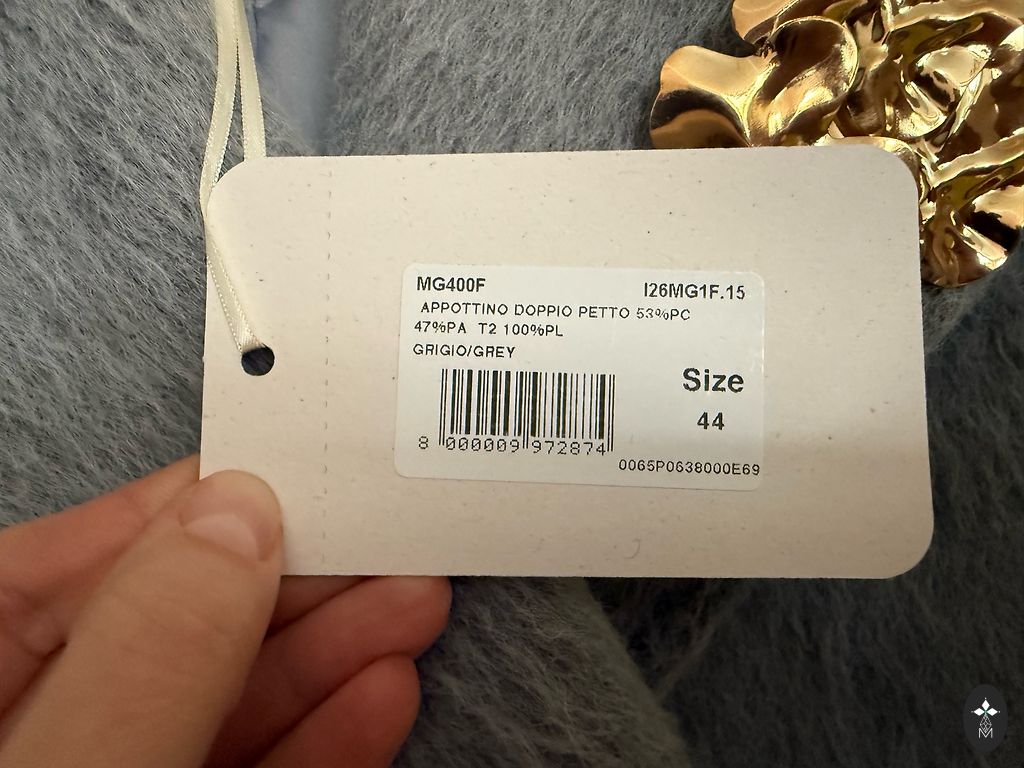 MG400F I26MG1F.15
APPOTTINO DOPPIO PETTO 53%PC
47%PA T2 100%PL
GRIGIO/GREY
Size
44
8 000009 972874
0065P0638000E69
M